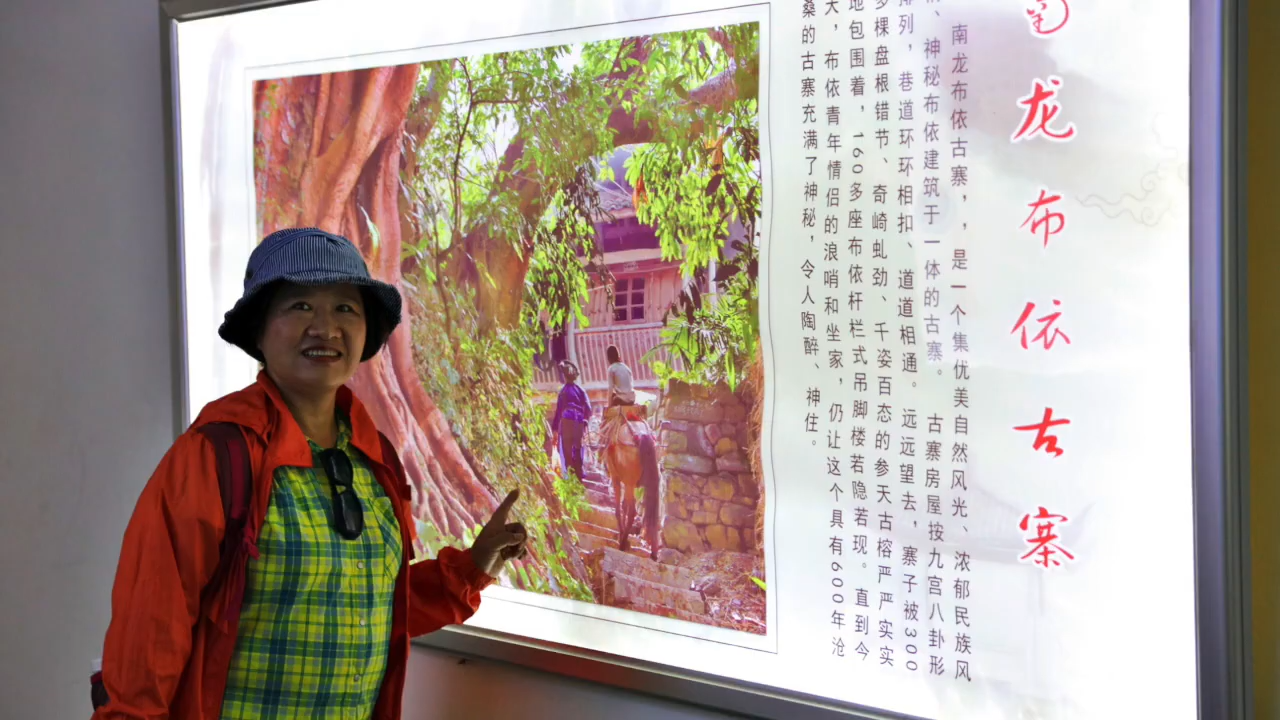 南龙布依古寨
南龙布依古寨,,是一个集优美自然风光、浓郁民族风
、神秘布依建筑于一体的古寨。古寨房屋按九宫八卦形
排列,巷道环环相扣、道道相通。远远望去,寨子被300
多棵盘根错节、奇崎虬劲、千姿百态的参天古榕严严实实
地包围着,160多座布依杆栏式吊脚楼若隐若现。直到今
天,布依青年情侣的浪哨和坐家,仍让这个具有600年沧
桑的古寨充满了神秘,令人陶醉、神住。